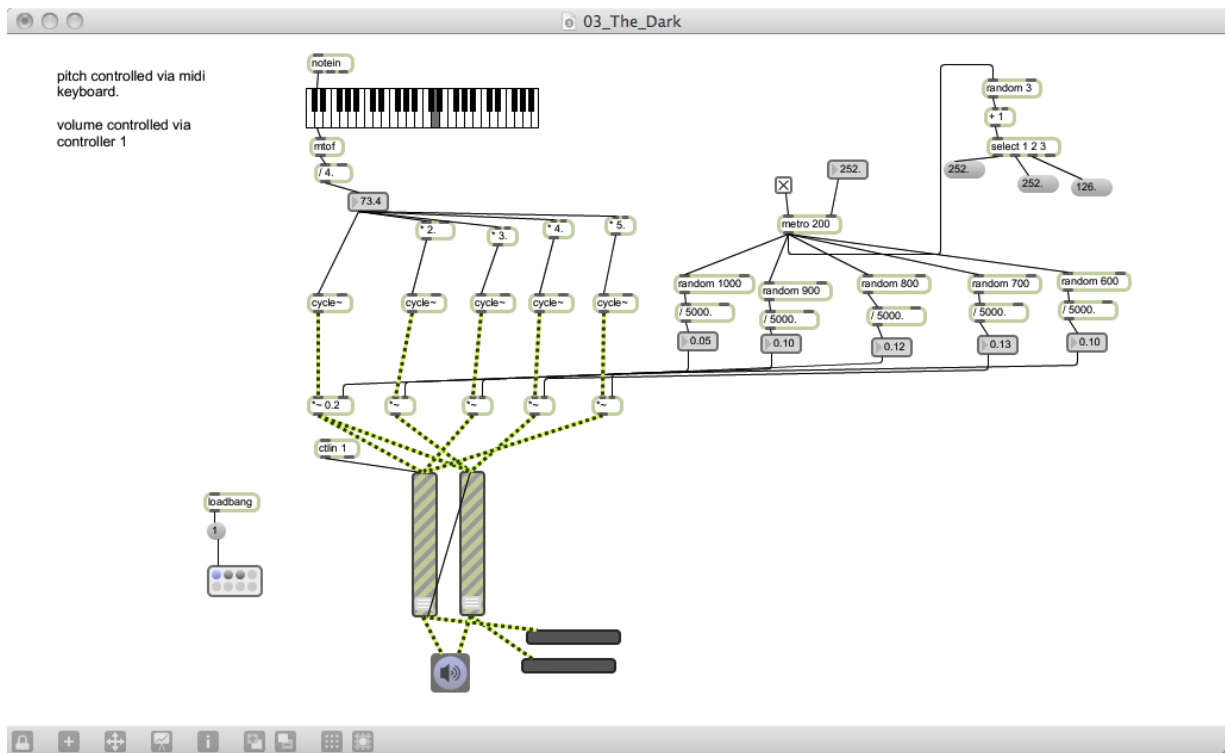 03_The_Dark
pitch controlled via midi
keyboard.
volume controlled via
controller 1
notein
mtof
/ 4.
73.4
* 2.
* 3.
* 4.
* 5.
cycle~
cycle~
cycle~
cycle~
cycle~
*~ 0.2
*~
*~
*~
*~
ctlin 1
loadbang
1
random 3
+ 1
select 1 2 3
252.
252.
126.
252.
metro 200
random 1000
random 900
random 800
random 700
random 600
/ 5000.
/ 5000.
/ 5000.
/ 5000.
/ 5000.
0.05
0.10
0.12
0.13
0.10